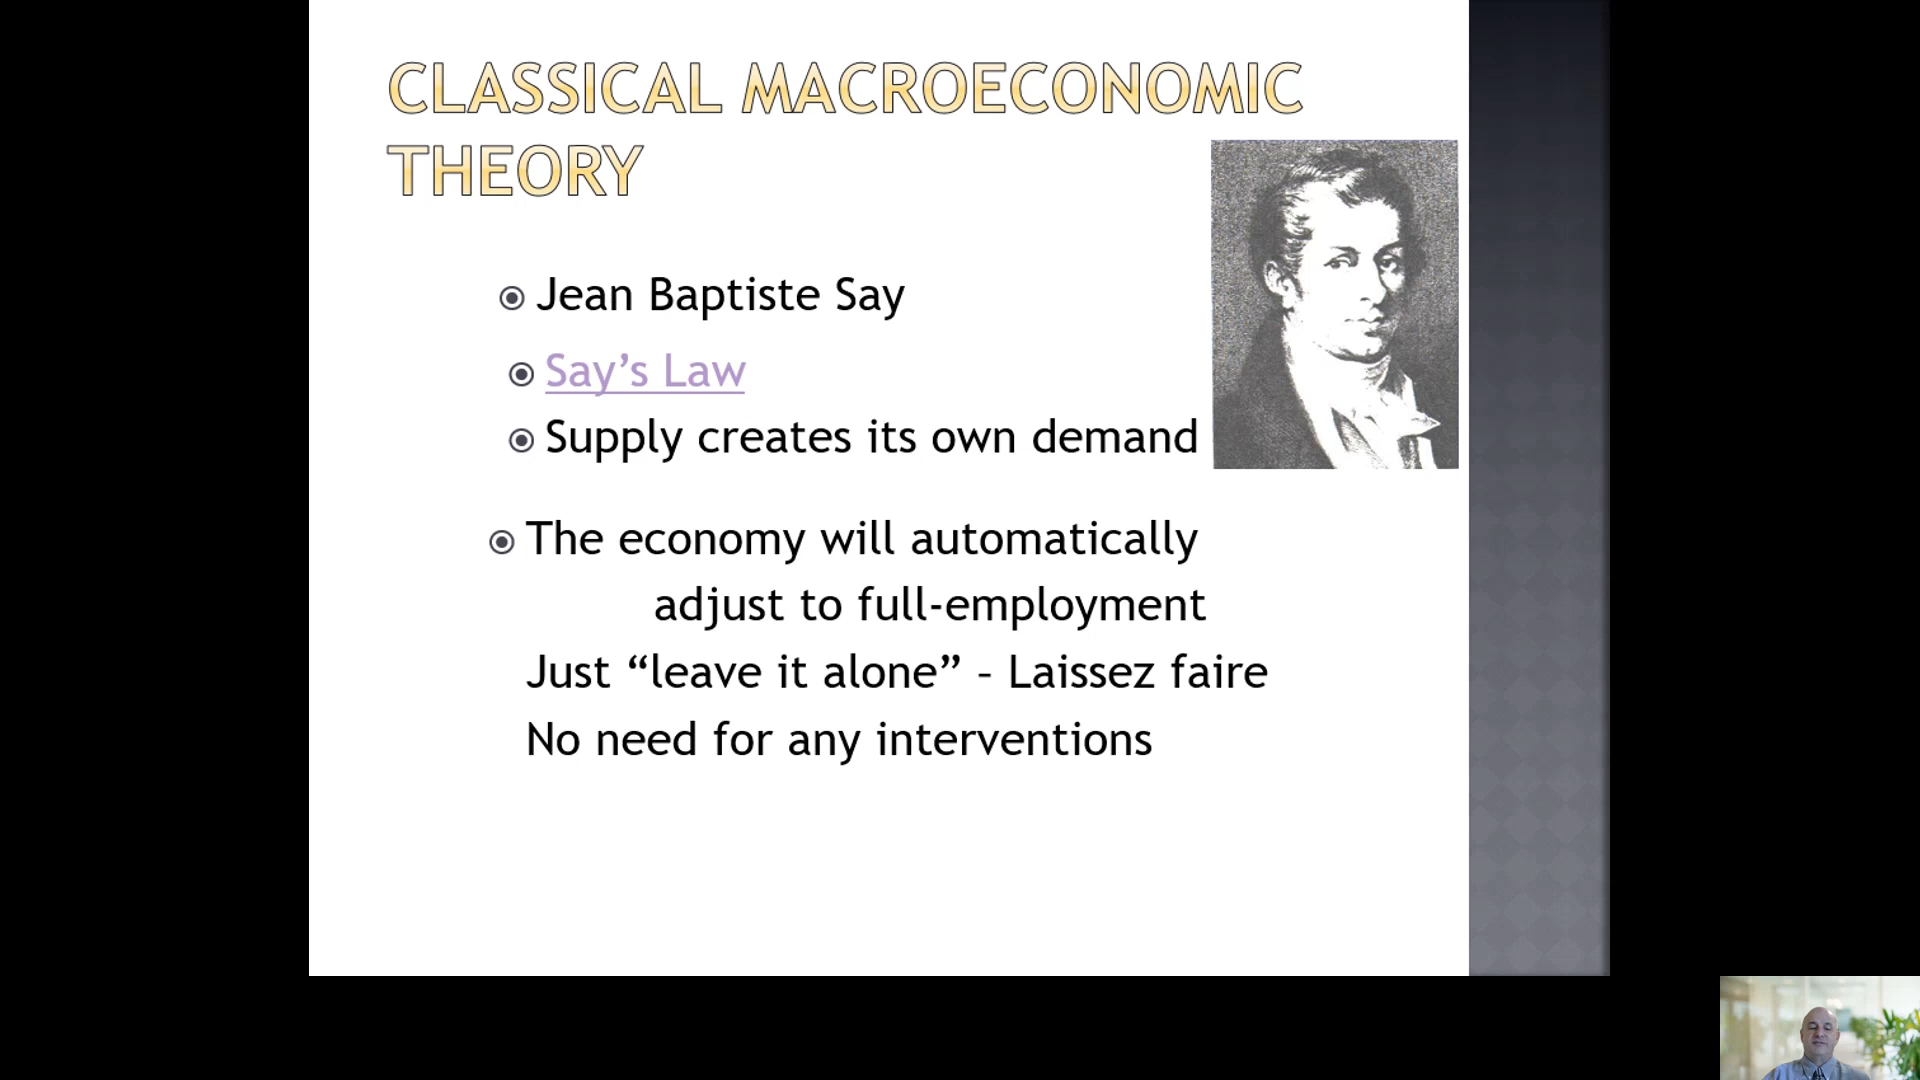 CLASSICAL MACROECONOMIC
THEORY
Jean Baptiste Say
Say’s Law
Supply creates its own demand
The economy will automatically
adjust to full-employment
Just “leave it alone” – Laissez faire
No need for any interventions